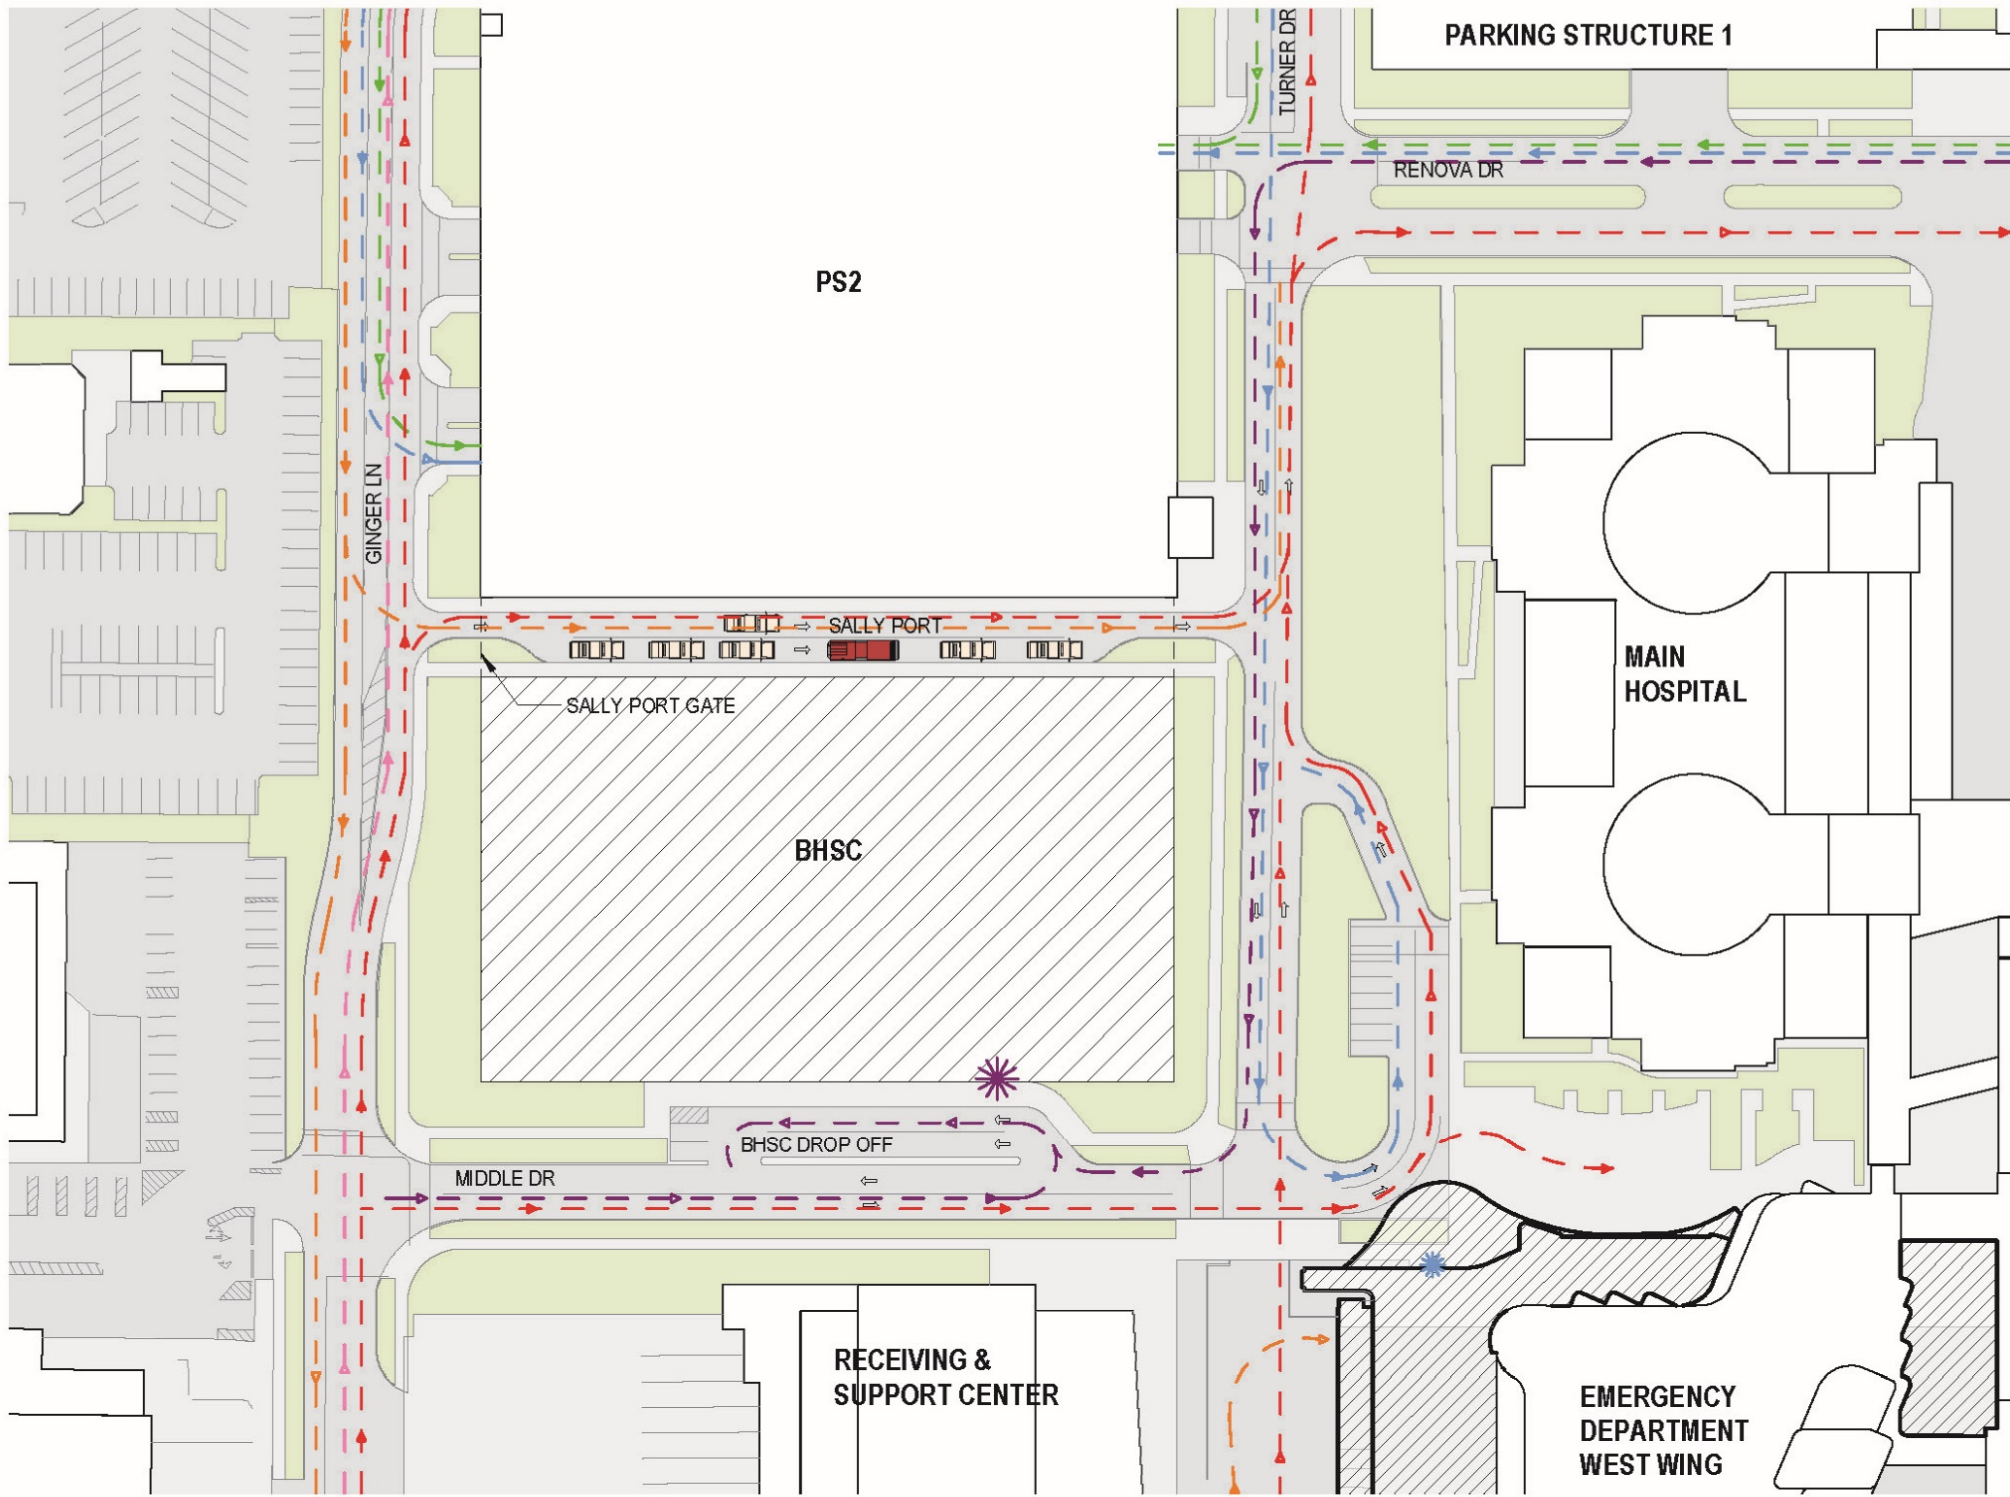 PARKING STRUCTURE 1
TURNER DR
RENOVA DR
PS2
GINGER LN
SALLY PORT
SALLY PORT GATE
MAIN
HOSPITAL
BHSC
BHSC DROP OFF
MIDDLE DR
RECEIVING &
SUPPORT CENTER
EMERGENCY
DEPARTMENT
WEST WING